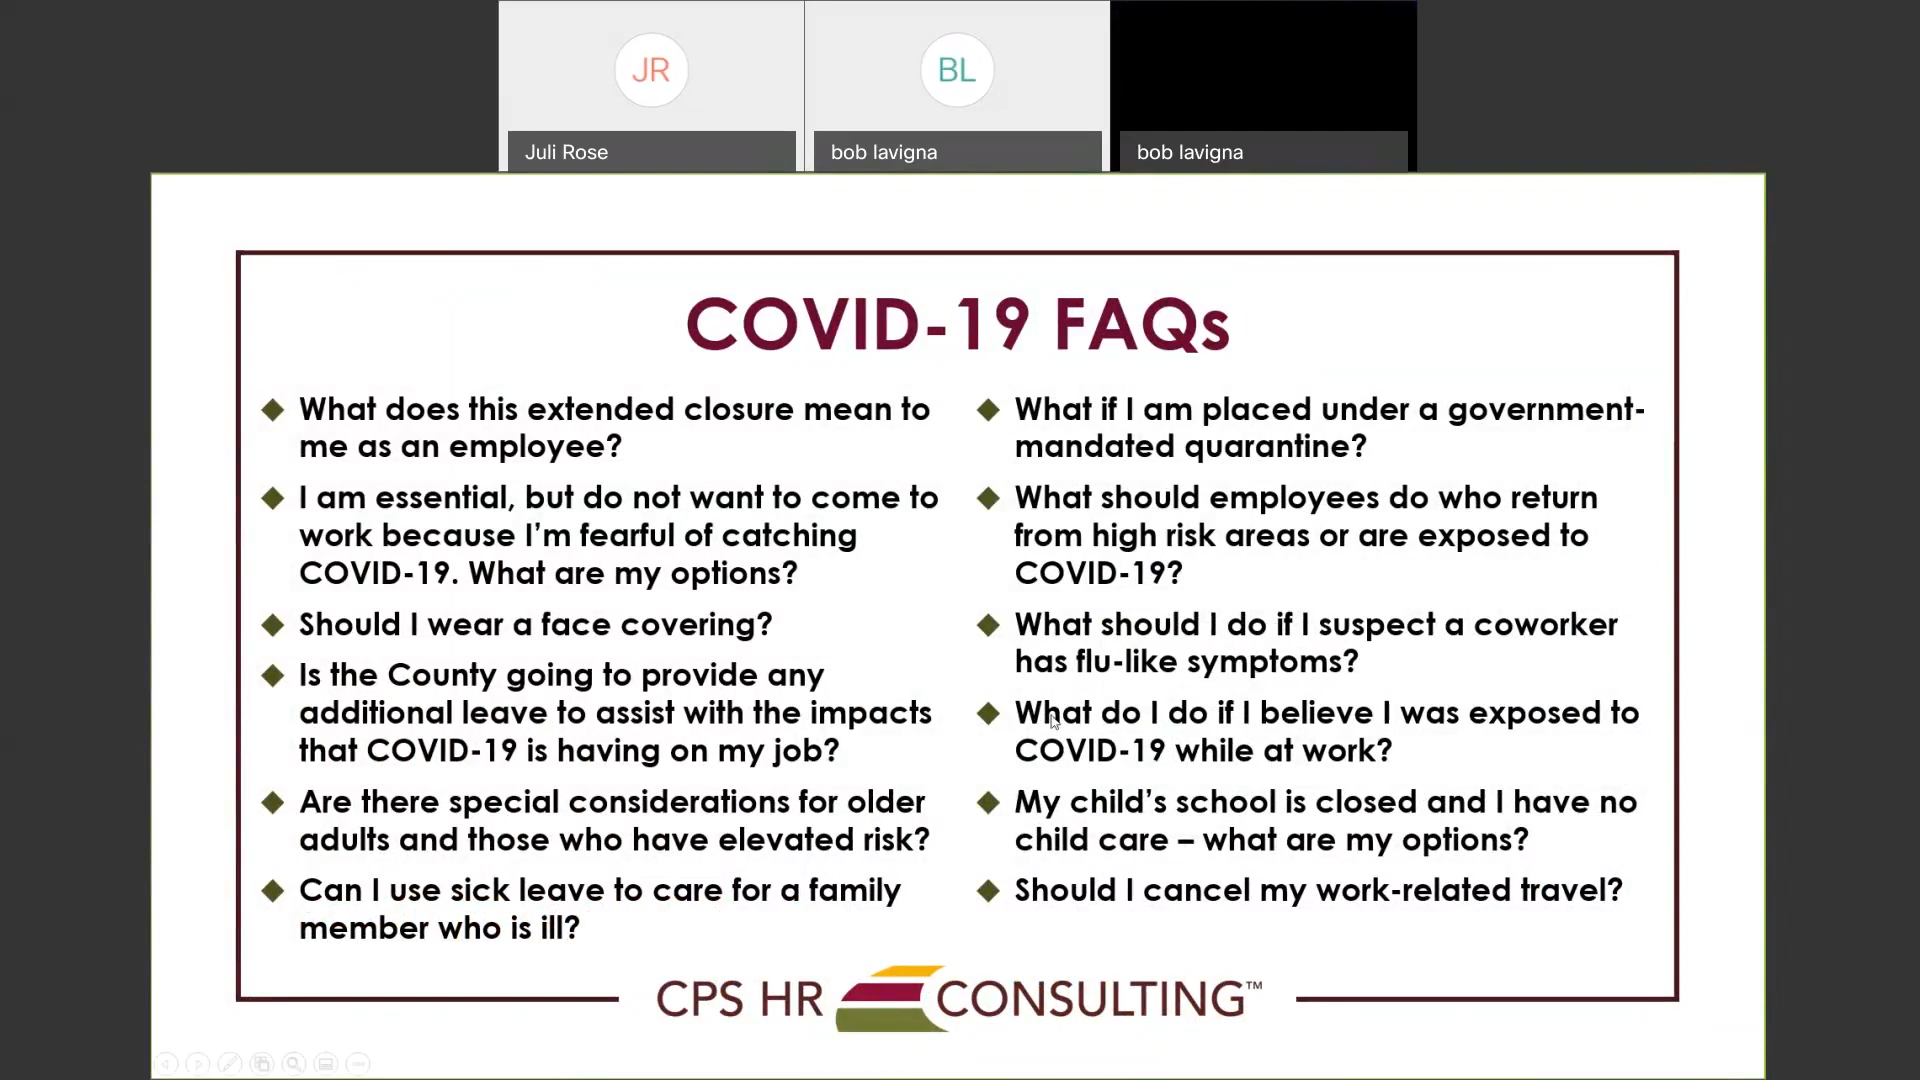 JR
BL
Juli Rose
bob lavigna
bob lavigna
COVID-19 FAQs
What does this extended closure mean to
me as an employee?
I am essential, but do not want to come to
work because I’m fearful of catching
COVID-19. What are my options?
Should I wear a face covering?
Is the County going to provide any
additional leave to assist with the impacts
that COVID-19 is having on my job?
Are there special considerations for older
adults and those who have elevated risk?
Can I use sick leave to care for a family
member who is ill?
What if I am placed under a government-
mandated quarantine?
What should employees do who return
from high risk areas or are exposed to
COVID-19?
What should I do if I suspect a coworker
has flu-like symptoms?
What do I do if I believe I was exposed to
COVID-19 while at work?
My child’s school is closed and I have no
child care – what are my options?
Should I cancel my work-related travel?
CPS HR CONSULTING™